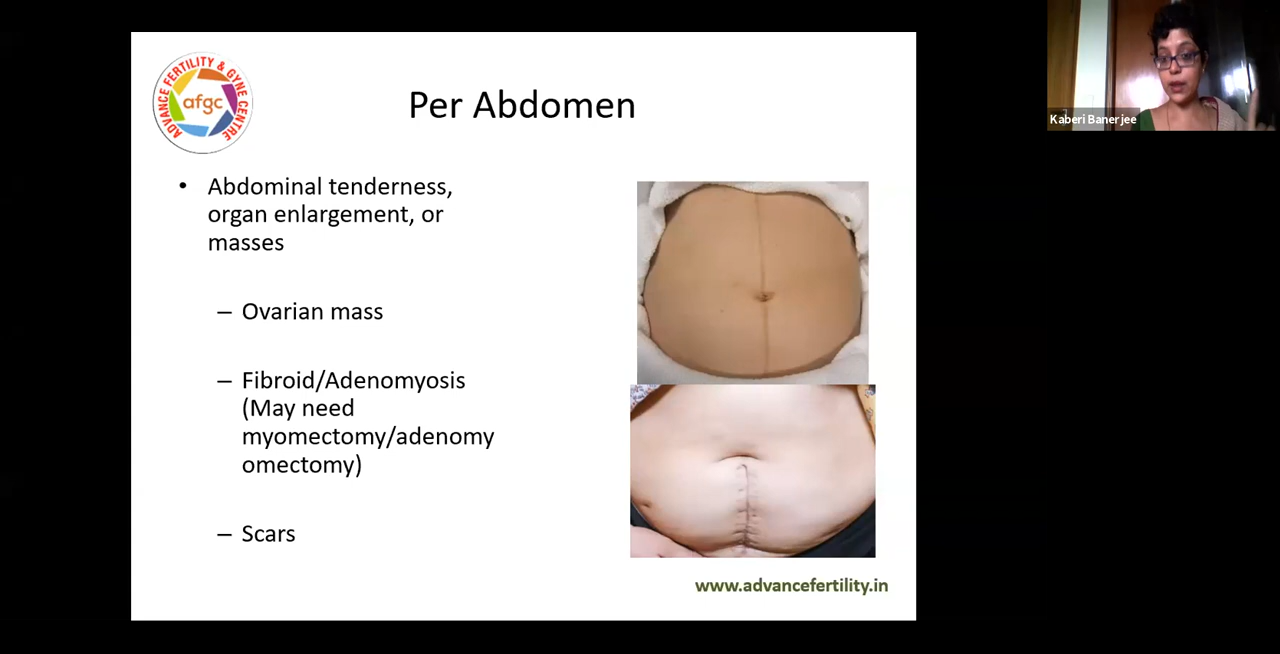 ADVANCE FERTILITY & GYNE CENTRE
afgc
Per Abdomen
• Abdominal tenderness,
organ enlargement, or
masses
– Ovarian mass
– Fibroid/Adenomyosis
(May need
myomectomy/adenomy
omectomy)
– Scars
www.advancefertility.in
Kaberi Banerjee